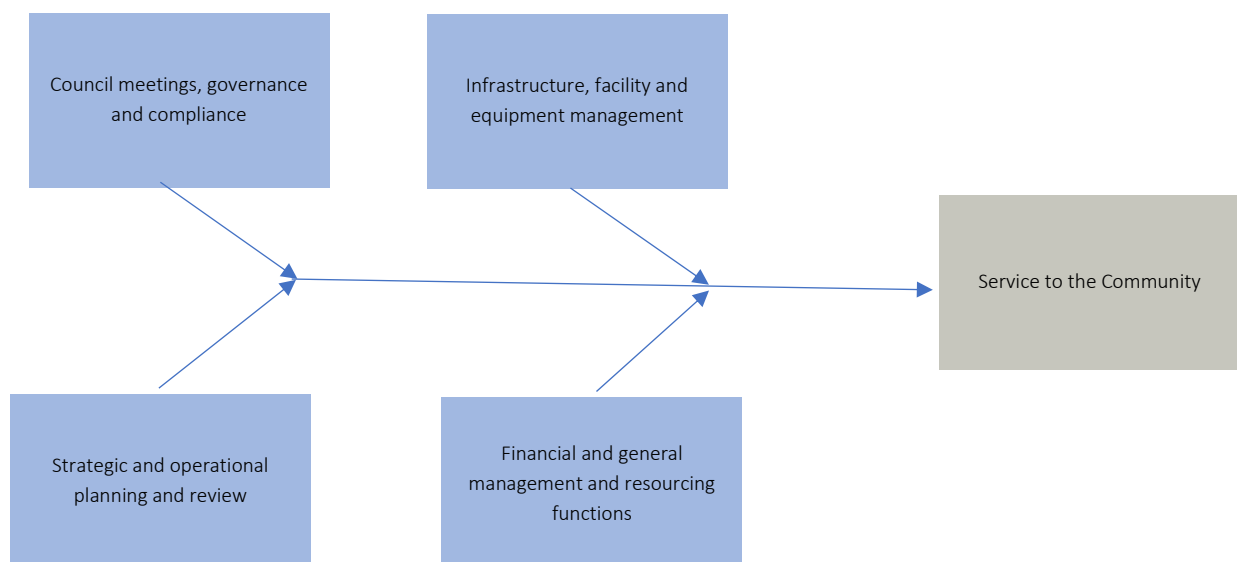 Council meetings, governance
and compliance
Infrastructure, facility and
equipment management
Service to the Community
Strategic and operational
planning and review
Financial and general
management and resourcing
functions